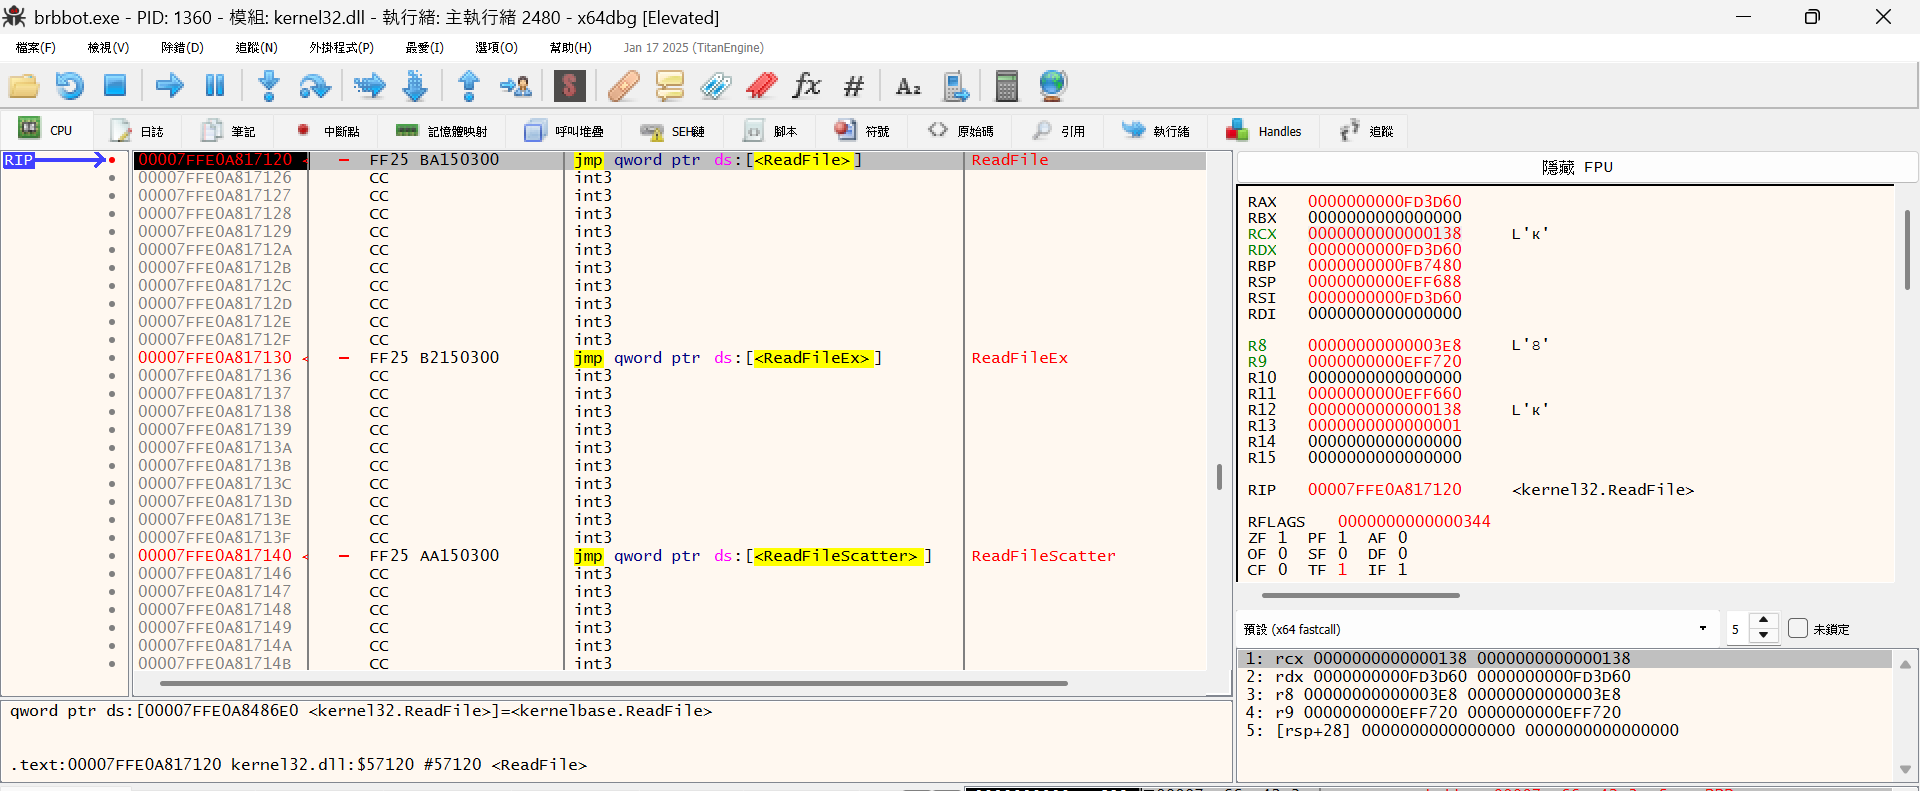 brbbot.exe - PID: 1360 - 模組: kernel32.dll - 執行緒: 主執行緒 2480 - x64dbg [Elevated]
檔案(F) 檢視(V) 除錯(D) 追蹤(N) 外掛程式(P) 最愛(I) 選項(O) 幫助(H) Jan 17 2025 (TitanEngine)
CPU 日誌 筆記 中斷點 記憶體映射 呼叫堆疊 SEH鏈 腳本 符號 原始碼 引用 執行緒 Handles 追蹤
RIP 00007FFE0A817120 FF25 BA150300 jmp qword ptr ds:[<ReadFile>] ReadFile
00007FFE0A817126 CC int3
00007FFE0A817127 CC int3
00007FFE0A817128 CC int3
00007FFE0A817129 CC int3
00007FFE0A81712A CC int3
00007FFE0A81712B CC int3
00007FFE0A81712C CC int3
00007FFE0A81712D CC int3
00007FFE0A81712E CC int3
00007FFE0A81712F CC int3
00007FFE0A817130 FF25 B2150300 jmp qword ptr ds:[<ReadFileEx>] ReadFileEx
00007FFE0A817136 CC int3
00007FFE0A817137 CC int3
00007FFE0A817138 CC int3
00007FFE0A817139 CC int3
00007FFE0A81713A CC int3
00007FFE0A81713B CC int3
00007FFE0A81713C CC int3
00007FFE0A81713D CC int3
00007FFE0A81713E CC int3
00007FFE0A81713F CC int3
00007FFE0A817140 FF25 AA150300 jmp qword ptr ds:[<ReadFileScatter>] ReadFileScatter
00007FFE0A817146 CC int3
00007FFE0A817147 CC int3
00007FFE0A817148 CC int3
00007FFE0A817149 CC int3
00007FFE0A81714A CC int3
00007FFE0A81714B CC int3
qword ptr ds:[00007FFE0A8486E0 <kernel32.ReadFile>]=<kernelbase.ReadFile>
.text:00007FFE0A817120 kernel32.dll:$57120 #57120 <ReadFile>
隱藏 FPU
RAX 0000000000FD3D60
RBX 0000000000000000
RCX 0000000000000138 L'ĸ'
RDX 0000000000FD3D60
RBP 0000000000FB7480
RSP 0000000000EFF688
RSI 0000000000FD3D60
RDI 0000000000000000
R8 00000000000003E8 L'Ϩ'
R9 0000000000EFF720
R10 0000000000000000
R11 0000000000EFF660
R12 0000000000000138 L'ĸ'
R13 0000000000000001
R14 0000000000000000
R15 0000000000000000
RIP 00007FFE0A817120 <kernel32.ReadFile>
RFLAGS 0000000000000344
ZF 1 PF 1 AF 0
OF 0 SF 0 DF 0
CF 0 TF 1 IF 1
預設 (x64 fastcall) 5 未鎖定
1: rcx 0000000000000138 0000000000000138
2: rdx 0000000000FD3D60 0000000000FD3D60
3: r8 00000000000003E8 00000000000003E8
4: r9 0000000000EFF720 0000000000EFF720
5: [rsp+28] 0000000000000000 0000000000000000